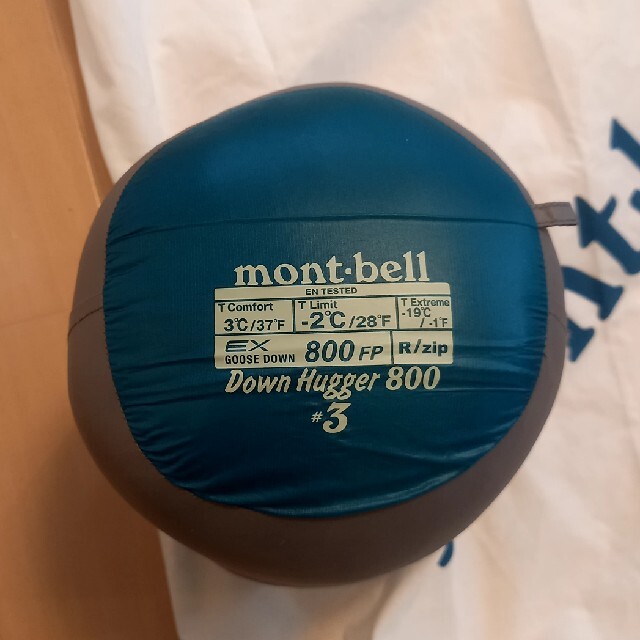 mont·bell
EN TESTED
T Comfort
3℃/37°F
T Limit
-2℃/28°F
T Extreme
-19℃
/-1°F
EX
GOOSE DOWN
800 FP
R/zip
Down Hugger 800
#3